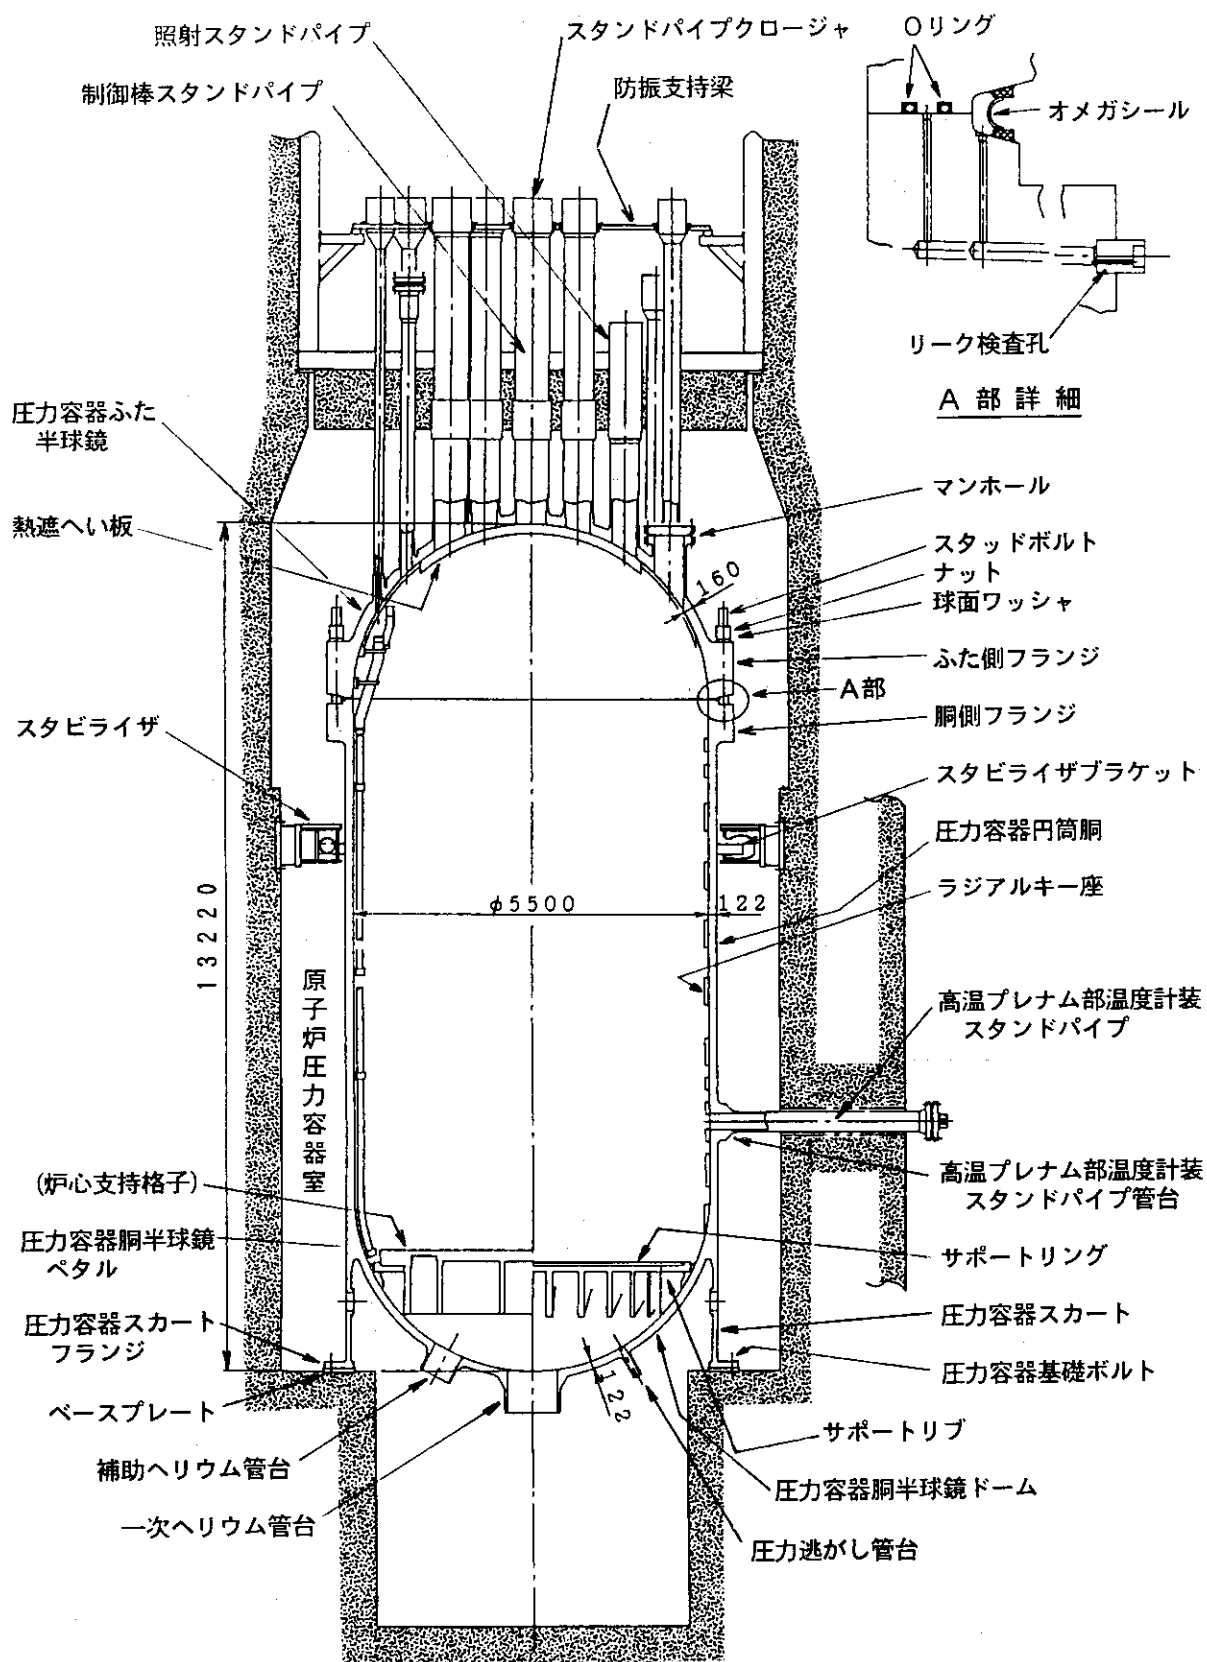 照射スタンドパイプ
スタンドパイプクロージャ
Oリング
制御棒スタンドパイプ
防振支持梁
オメガシール
リーク検査孔
A部詳細
圧力容器ふた
半球鏡
熱遮へい板
マンホール
スタッドボルト
ナット
球面ワッシャ
160
ふた側フランジ
A部
胴側フランジ
スタビライザ
スタビライザブラケット
圧力容器円筒胴
ラジアルキー座
φ5500
122
13220
原子炉圧力容器室
高温プレナム部温度計装
スタンドパイプ
高温プレナム部温度計装
スタンドパイプ管台
(炉心支持格子)
圧力容器胴半球鏡
ペタル
サポートリング
圧力容器スカート
フランジ
圧力容器スカート
圧力容器基礎ボルト
122
ベースプレート
サポートリブ
補助ヘリウム管台
圧力容器胴半球鏡ドーム
一次ヘリウム管台
圧力逃がし管台